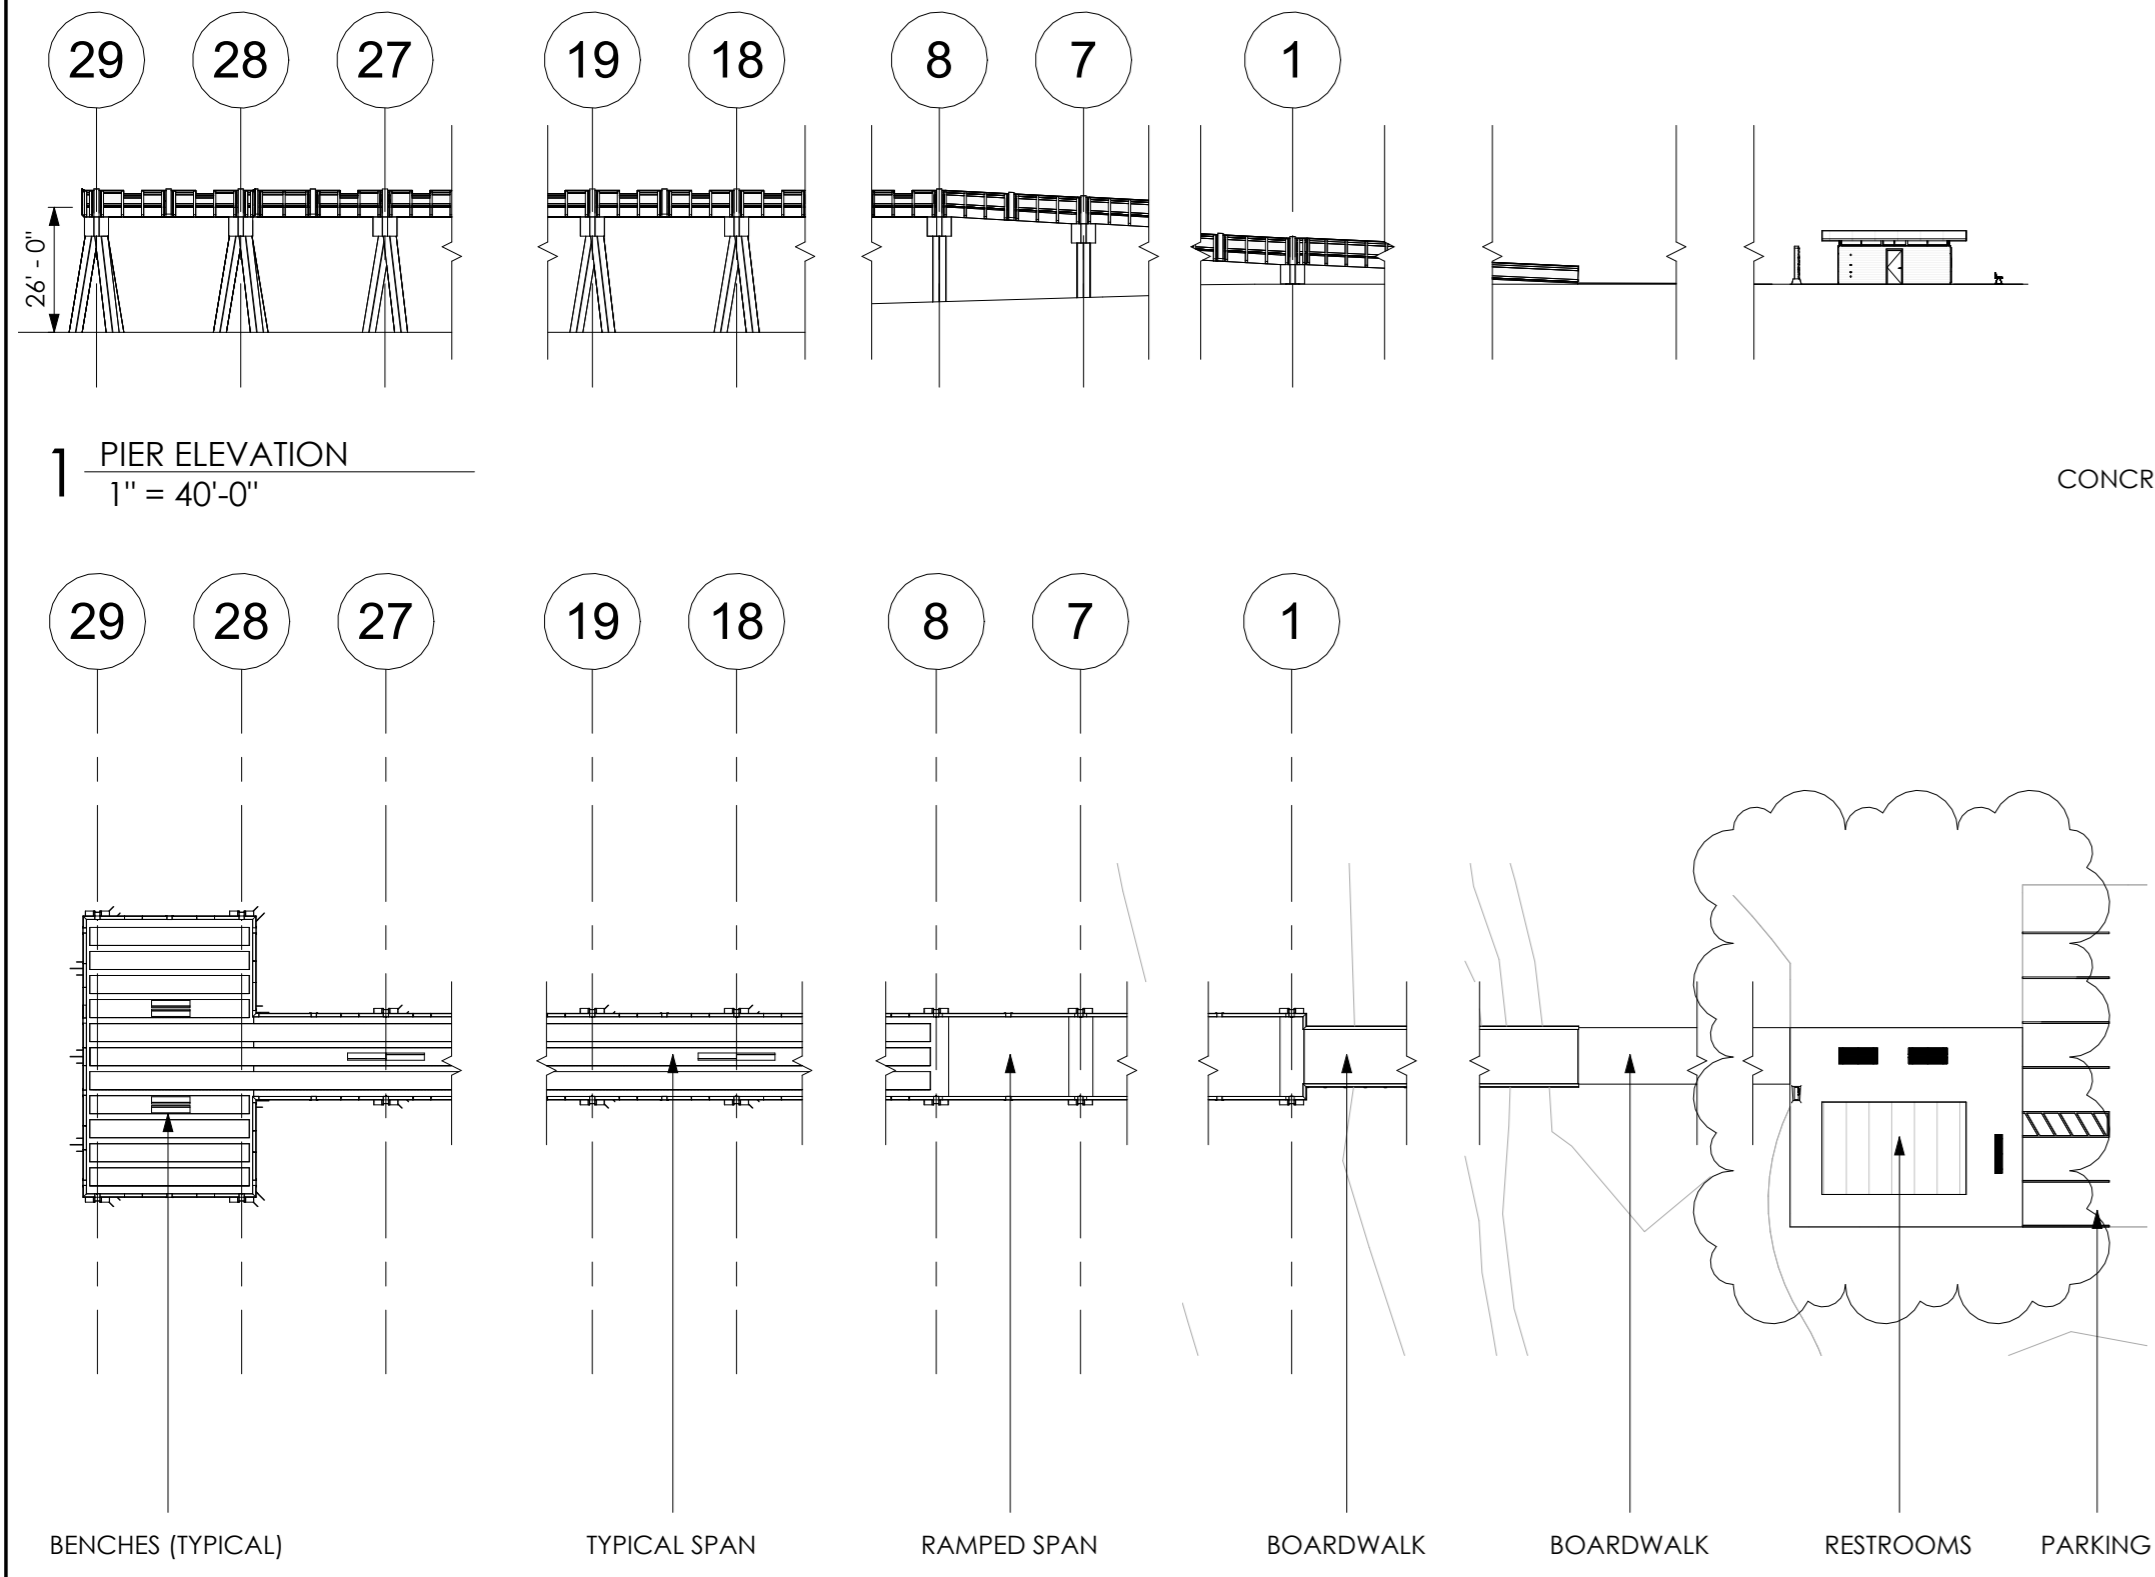 29 28 27 19 18 8 7 1
26' - 0"
1 PIER ELEVATION
1" = 40'-0"
CONCR
29 28 27 19 18 8 7 1
BENCHES (TYPICAL) TYPICAL SPAN RAMPED SPAN BOARDWALK BOARDWALK RESTROOMS PARKING